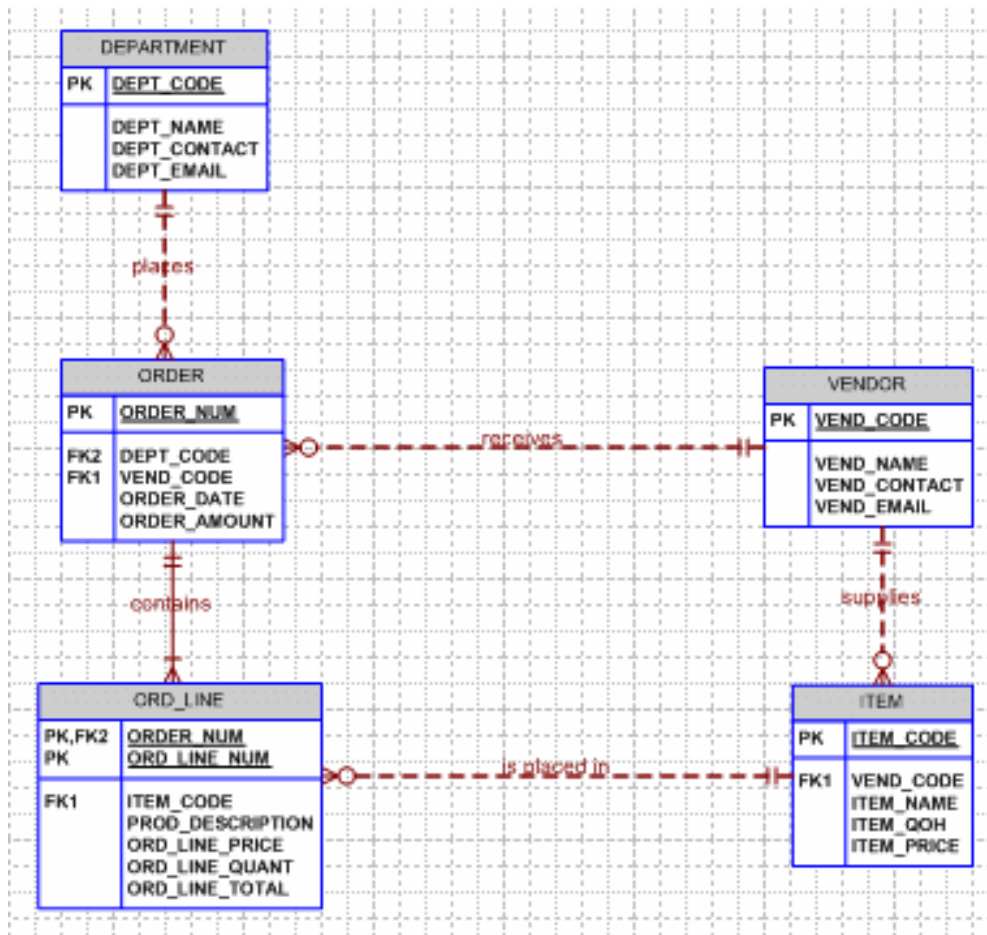 DEPARTMENT
PK DEPT_CODE
DEPT_NAME
DEPT_CONTACT
DEPT_EMAIL
places
ORDER
PK ORDER_NUM
FK2 DEPT_CODE
FK1 VEND_CODE
ORDER_DATE
ORDER_AMOUNT
receives
VENDOR
PK VEND_CODE
VEND_NAME
VEND_CONTACT
VEND_EMAIL
contains
supplies
ORD_LINE
PK,FK2 ORDER_NUM
PK ORD_LINE_NUM
FK1 ITEM_CODE
PROD_DESCRIPTION
ORD_LINE_PRICE
ORD_LINE_QUANT
ORD_LINE_TOTAL
is placed in
ITEM
PK ITEM_CODE
FK1 VEND_CODE
ITEM_NAME
ITEM_QOH
ITEM_PRICE